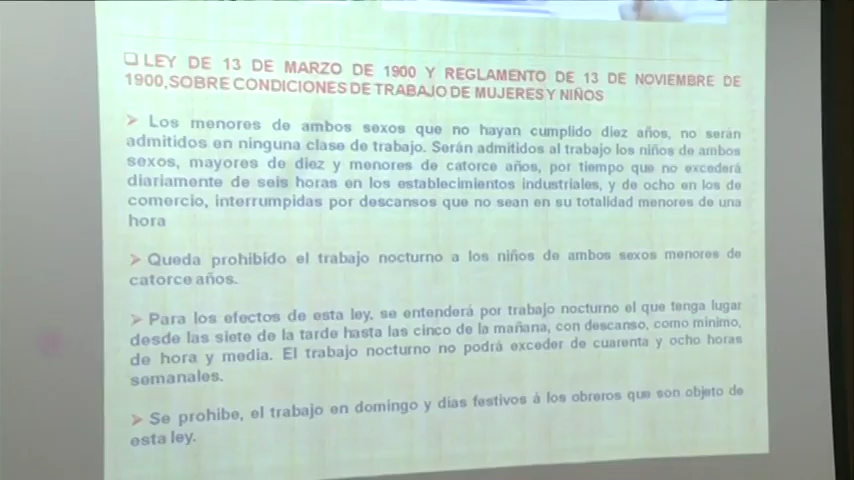 LEY DE 13 DE MARZO DE 1900 Y REGLAMENTO DE 13 DE NOVIEMBRE DE
1900,SOBRE CONDICIONES DE TRABAJO DE MUJERES Y NIÑOS
Los menores de ambos sexos que no hayan cumplido diez años, no serán
admitidos en ninguna clase de trabajo. Serán admitidos al trabajo los niños de ambos
sexos, mayores de diez y menores de catorce años, por tiempo que no excederá
diariamente de seis horas en los establecimientos industriales, y de ocho en los de
comercio, interrumpidas por descansos que no sean en su totalidad menores de una
hora
Queda prohibido el trabajo nocturno a los niños de ambos sexos menores de
catorce años.
Para los efectos de esta ley, se entenderá por trabajo nocturno el que tenga lugar
desde las siete de la tarde hasta las cinco de la mañana, con descanso, como mínimo,
de hora y media. El trabajo nocturno no podrá exceder de cuarenta y ocho horas
semanales.
Se prohibe, el trabajo en domingo y dias festivos á los obreros que son objeto de
esta ley.